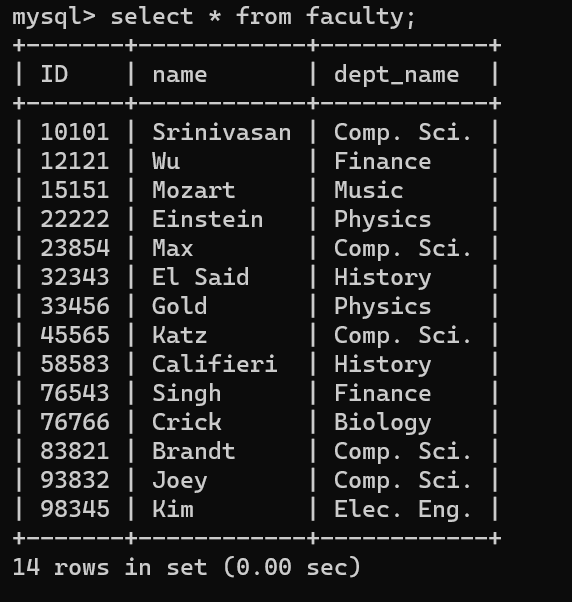 mysql> select * from faculty;
+-------+------------+------------+
| ID    | name       | dept_name  |
+-------+------------+------------+
| 10101 | Srinivasan | Comp. Sci. |
| 12121 | Wu         | Finance    |
| 15151 | Mozart     | Music      |
| 22222 | Einstein   | Physics    |
| 23854 | Max        | Comp. Sci. |
| 32343 | El Said    | History    |
| 33456 | Gold       | Physics    |
| 45565 | Katz       | Comp. Sci. |
| 58583 | Califieri  | History    |
| 76543 | Singh      | Finance    |
| 76766 | Crick      | Biology    |
| 83821 | Brandt     | Comp. Sci. |
| 93832 | Joey       | Comp. Sci. |
| 98345 | Kim        | Elec. Eng. |
+-------+------------+------------+
14 rows in set (0.00 sec)